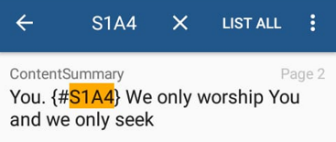 S1A4 LIST ALL
ContentSummary Page 2
You. {#S1A4} We only worship You
and we only seek